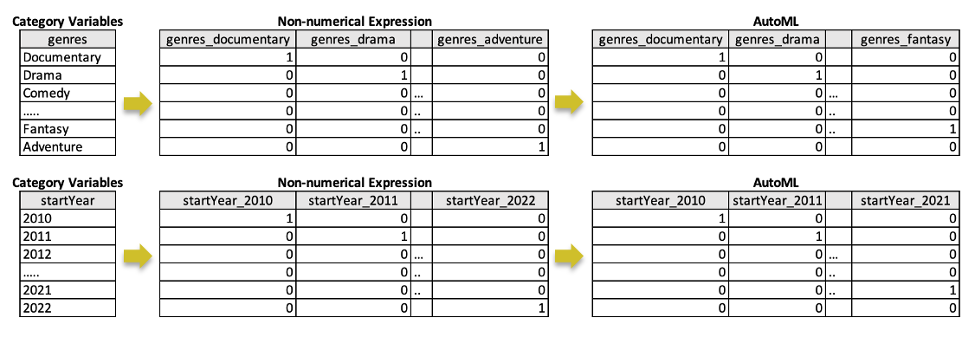 Category Variables Non-numerical Expression AutoML
genres genres_documentary genres_drama genres_adventure genres_documentary genres_drama genres_fantasy
Documentary 1 0 0 1 0 0
Drama 0 1 0 0 1 0
Comedy 0 0 ... 0 0 0 ... 0
..... 0 0 .. 0 0 0 .. 0
Fantasy 0 0 .. 0 0 0 .. 1
Adventure 0 0 1 0 0 0
Category Variables Non-numerical Expression AutoML
startYear startYear_2010 startYear_2011 startYear_2022 startYear_2010 startYear_2011 startYear_2021
2010 1 0 0 1 0 0
2011 0 1 0 0 1 0
2012 0 0 ... 0 0 0 ... 0
..... 0 0 .. 0 0 0 .. 0
2021 0 0 .. 0 0 0 .. 1
2022 0 0 1 0 0 0